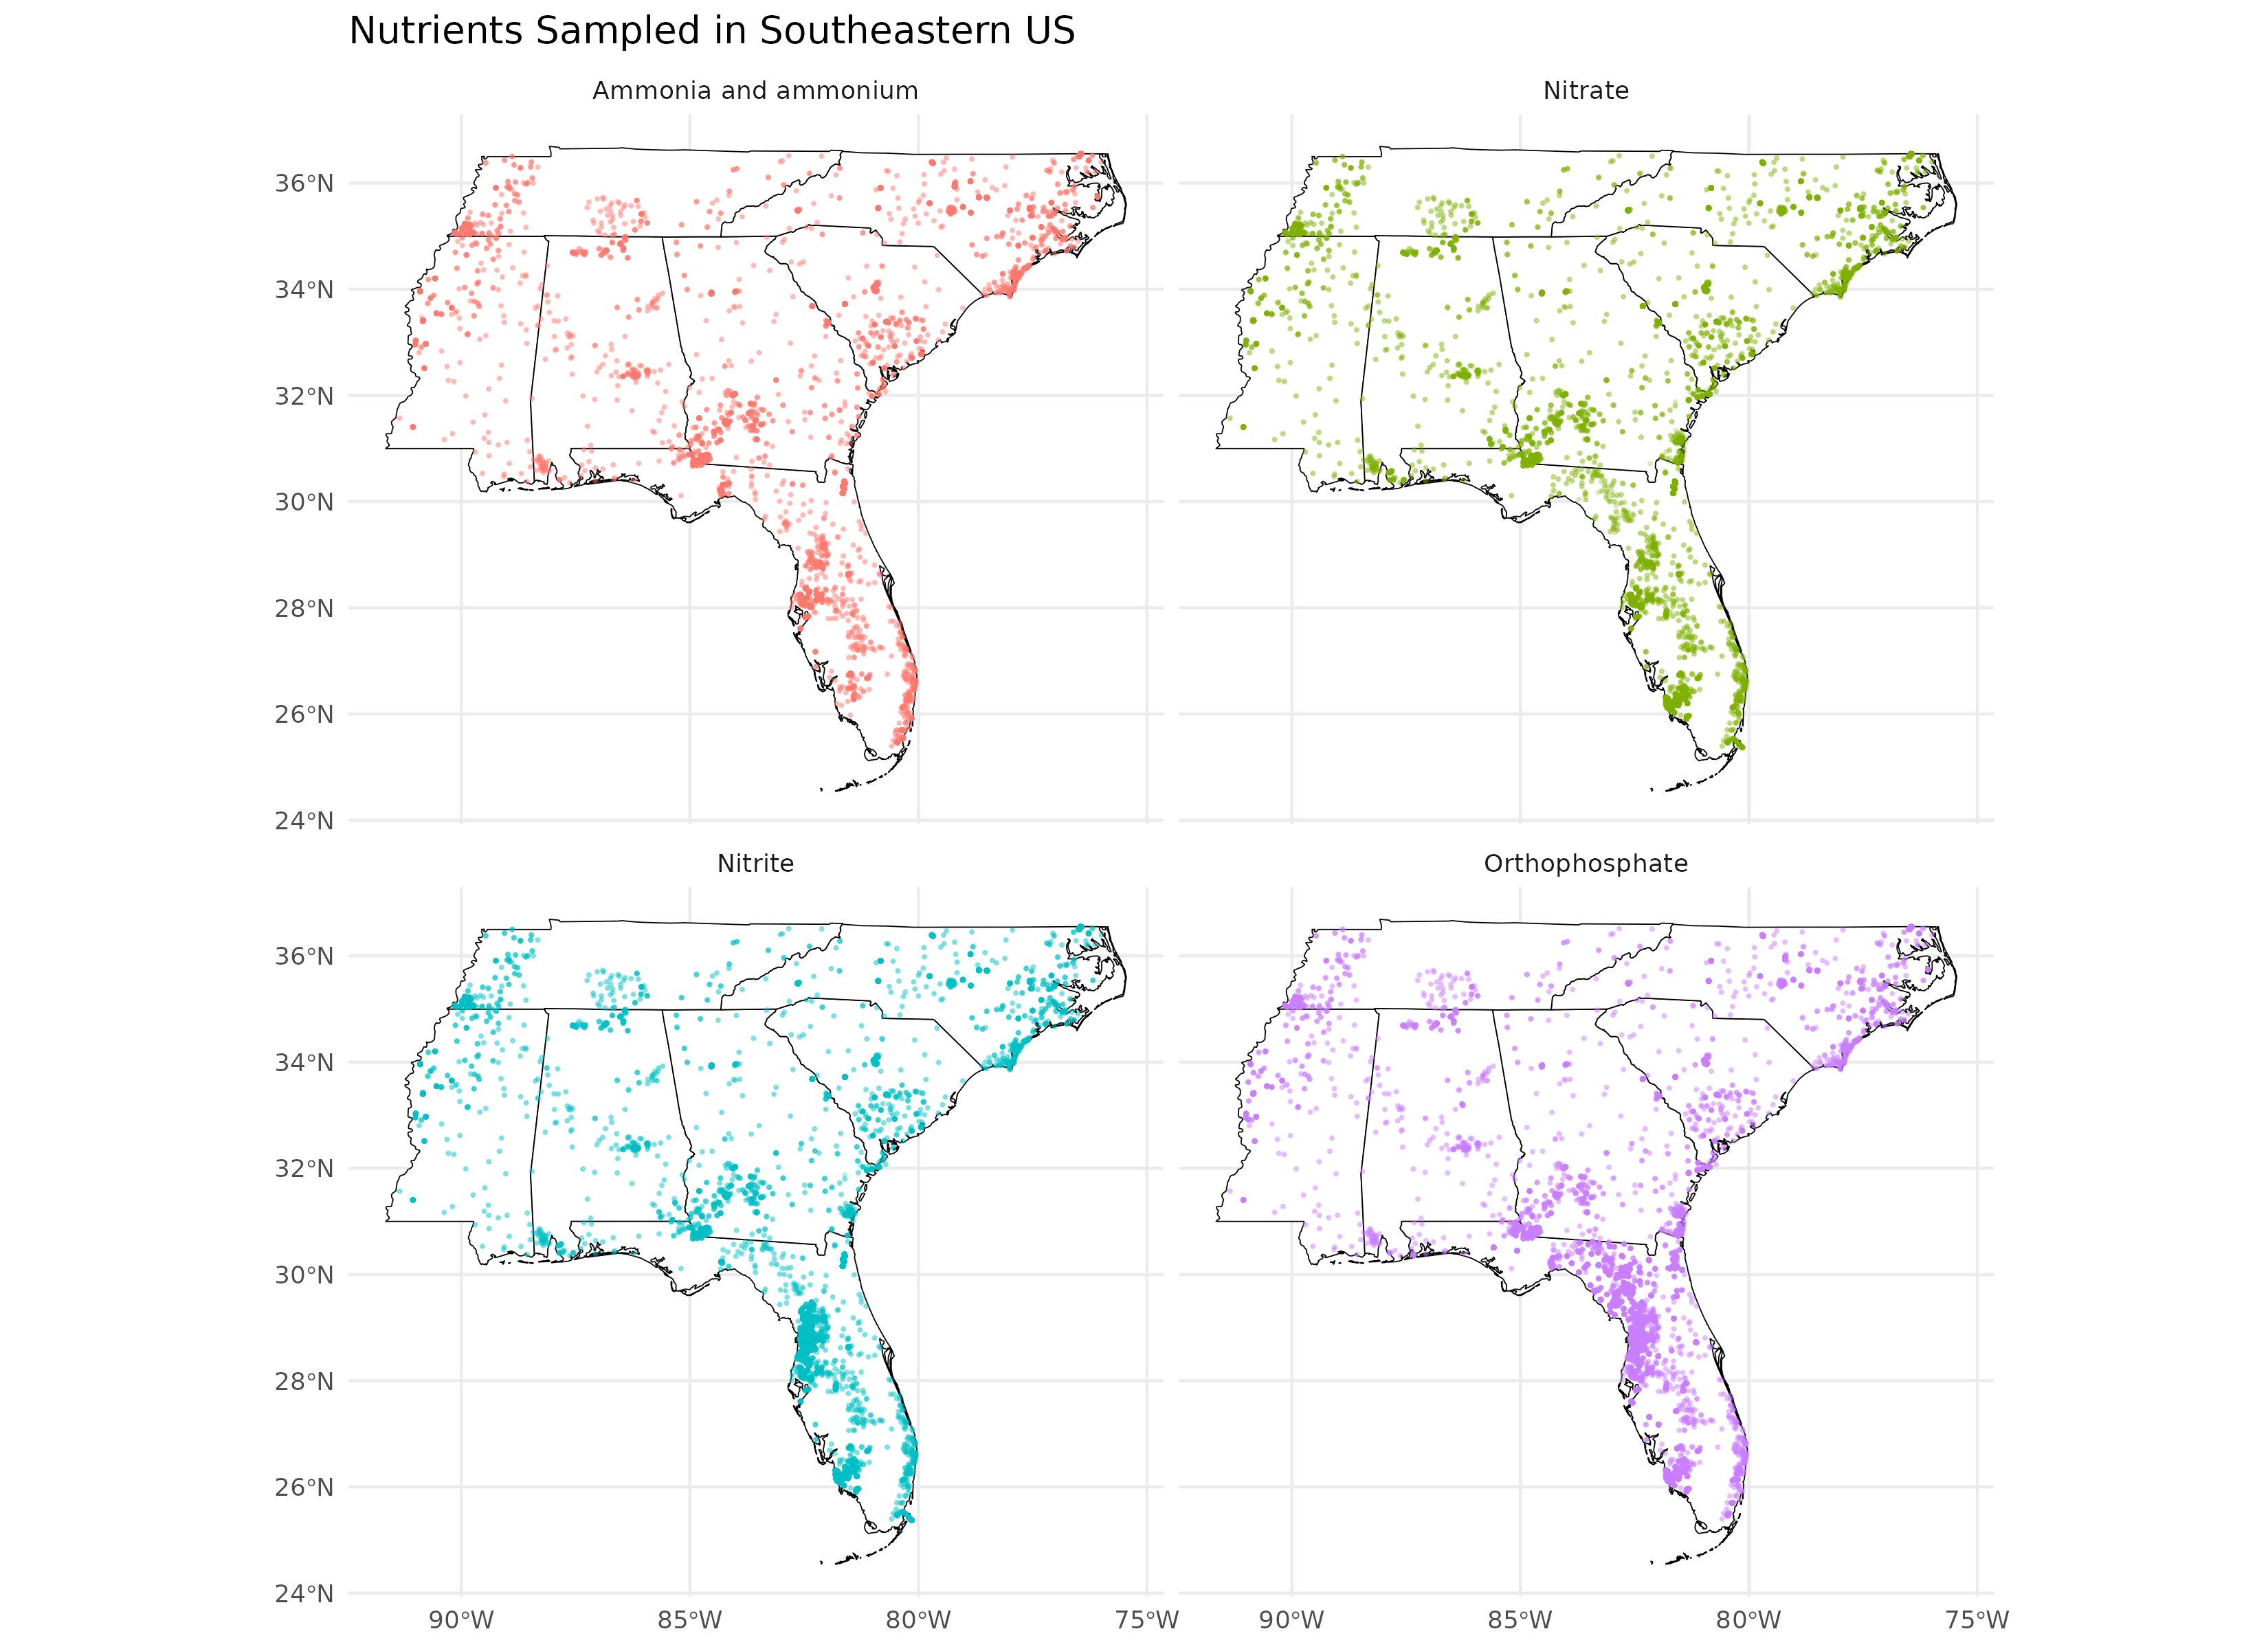 Nutrients Sampled in Southeastern US
Ammonia and ammonium
Nitrate
36°N
34°N
32°N
30°N
28°N
26°N
24°N
Nitrite
Orthophosphate
36°N
34°N
32°N
30°N
28°N
26°N
24°N
90°W 85°W 80°W 75°W
90°W 85°W 80°W 75°W